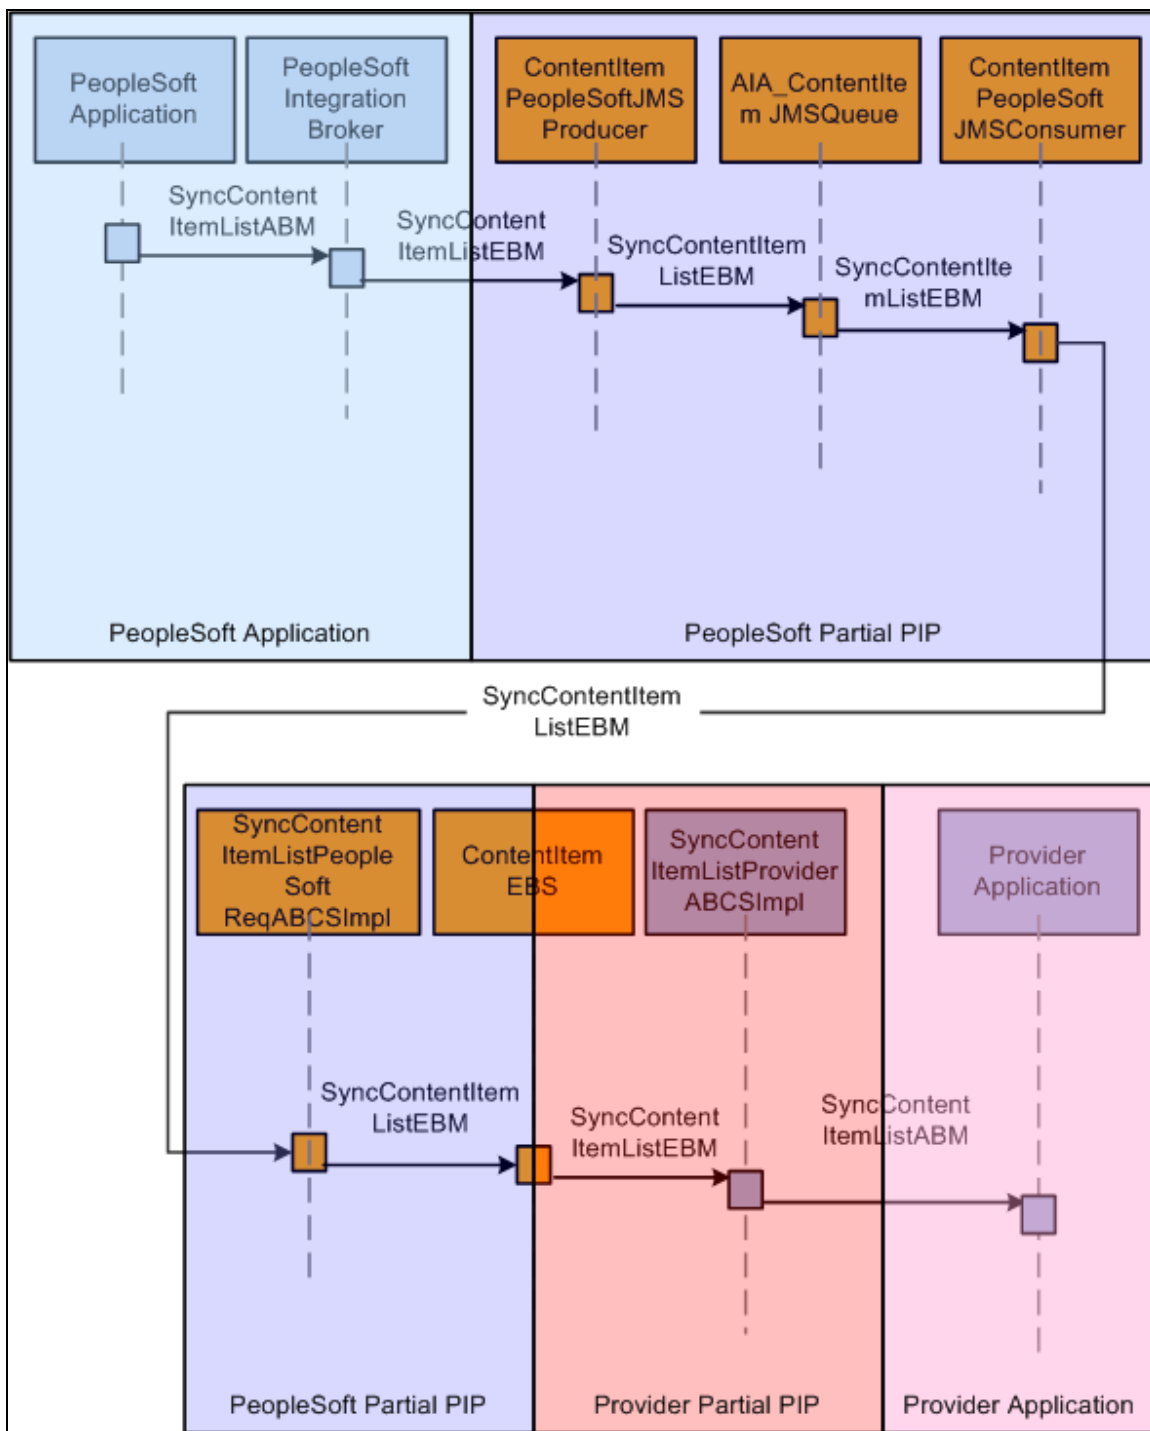 PeopleSoft
Application
PeopleSoft
Integration
Broker
ContentItem
PeopleSoftJMS
Producer
AIA_ContentIte
m JMSQueue
ContentItem
PeopleSoft
JMSConsumer
SyncContent
ItemListABM
SyncContent
ItemListEBM
SyncContentItem
ListEBM
SyncContentIte
mListEBM
PeopleSoft Application
PeopleSoft Partial PIP
SyncContentItem
ListEBM
SyncContent
ItemListPeople
Soft
ReqABCSImpl
ContentItem
EBS
SyncContent
ItemListProvider
ABCSImpl
Provider
Application
SyncContentItem
ListEBM
SyncContent
ItemListEBM
SyncContent
ItemListABM
PeopleSoft Partial PIP
Provider Partial PIP
Provider Application